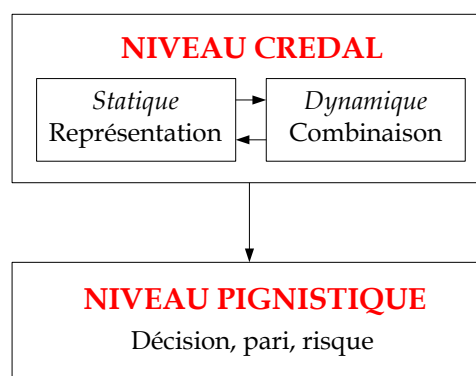 NIVEAU CREDAL
Statique
Représentation
Dynamique
Combinaison
NIVEAU PIGNISTIQUE
Décision, pari, risque